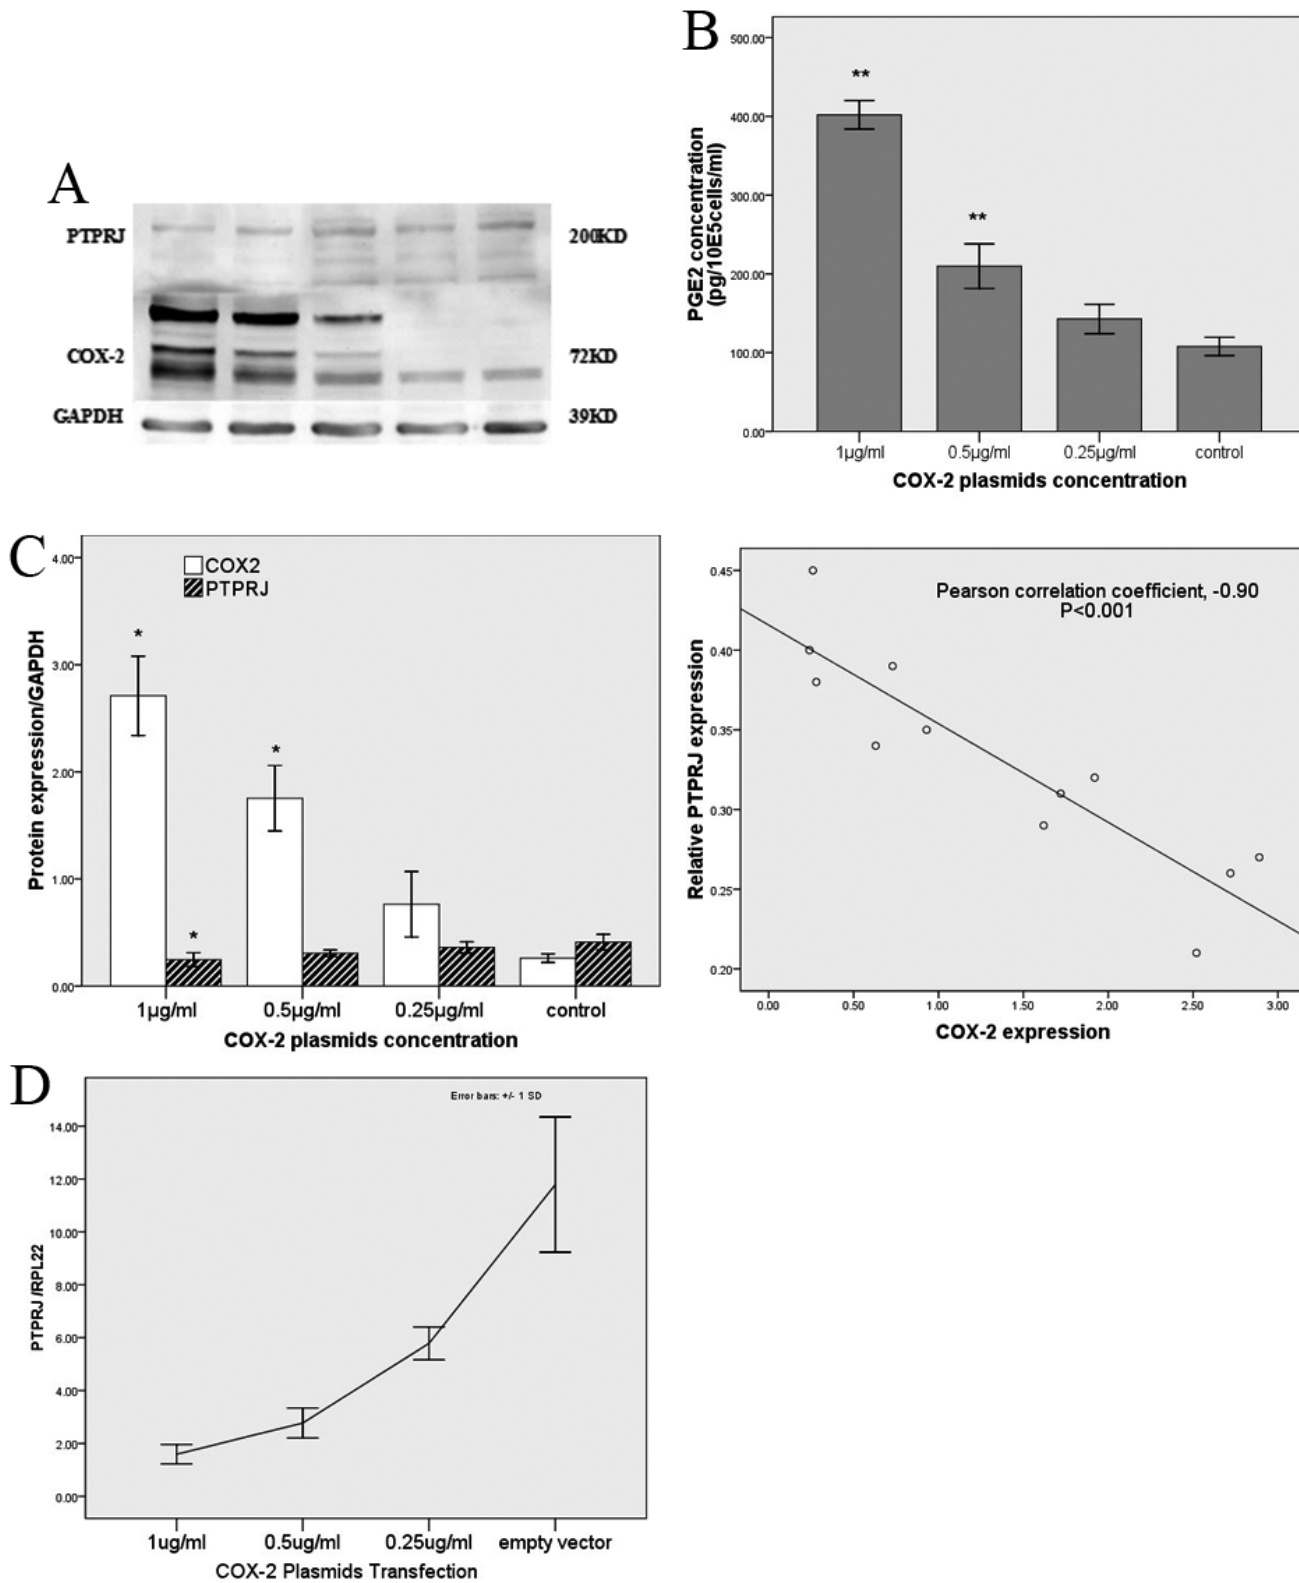 A
PTPRJ
200KD
COX-2
72KD
GAPDH
39KD
B
500.00
400.00
300.00
200.00
100.00
0.00
PGE2 concentration
(pg/10E5cells/ml)
**
**
1µg/ml
0.5µg/ml
0.25µg/ml
control
COX-2 plasmids concentration
C
4.00
3.00
2.00
1.00
0.00
Protein expression/GAPDH
COX2
PTPRJ
*
*
*
1µg/ml
0.5µg/ml
0.25µg/ml
control
COX-2 plasmids concentration
Pearson correlation coefficient, -0.90
P<0.001
0.45
0.40
0.35
0.30
0.25
0.20
Relative PTPRJ expression
0.00
0.50
1.00
1.50
2.00
2.50
3.00
COX-2 expression
D
Error bars: +/- 1 SD
14.00
12.00
10.00
8.00
6.00
4.00
2.00
0.00
PTPRJ /RPL22
1ug/ml
0.5ug/ml
0.25ug/ml
empty vector
COX-2 Plasmids Transfection